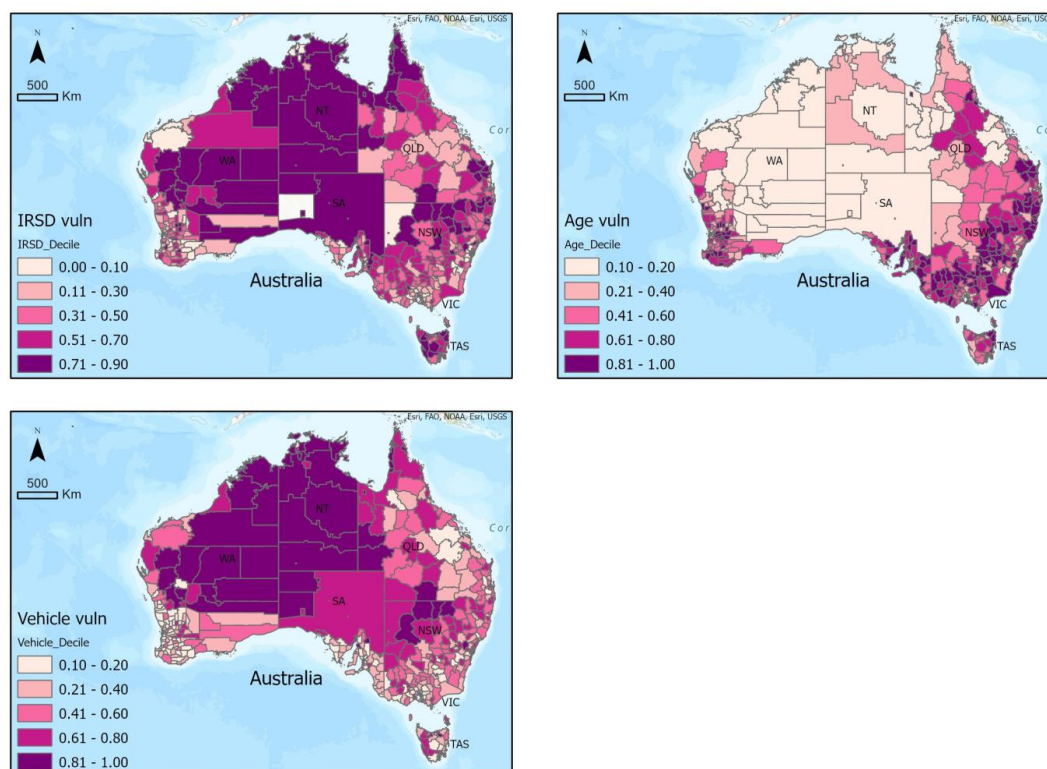 Esri, FAO, NOAA, Esri, USGS
N
500
Km
NT
Cor
QLD
WA
SA
IRSD vuln
NSW
IRSD_Decile
0.00 - 0.10
Australia
0.11 - 0.30
VIC
0.31 - 0.50
0.51 - 0.70
TAS
0.71 - 0.90
Esri, FAO, NOAA, Esri, USG
N
500
Km
NT
Cor
QLD
WA
SA
Age vuln
NSW
Age_Decile
0.10 - 0.20
Australia
0.21 - 0.40
VIC
0.41 - 0.60
0.61 - 0.80
TAS
0.81 - 1.00
Esri, FAO, NOAA, Esri, USGS
N
500
Km
NT
Cor
QLD
WA
SA
Vehicle vuln
NSW
Vehicle_Decile
0.10 - 0.20
Australia
0.21 - 0.40
VIC
0.41 - 0.60
0.61 - 0.80
TAS
0.81 - 1.00